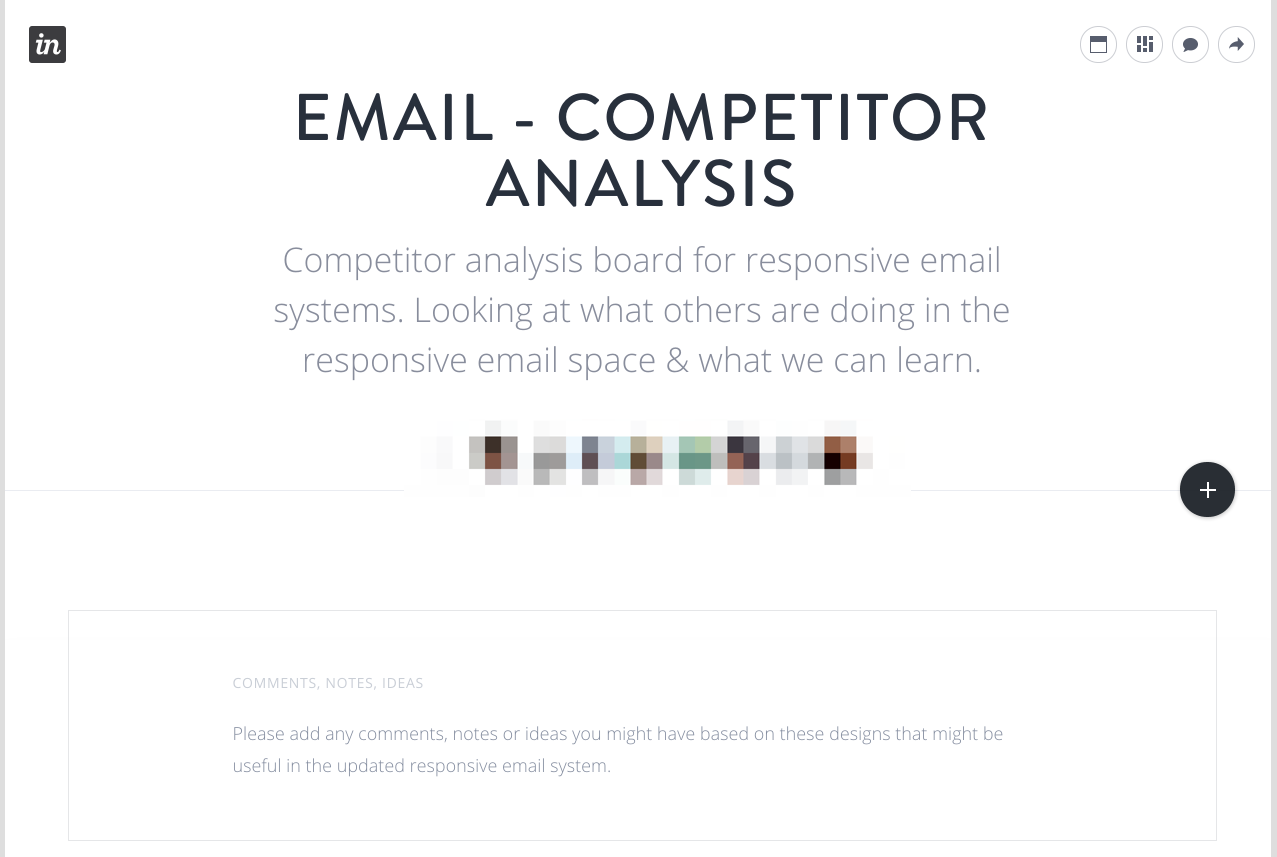 in
EMAIL - COMPETITOR
ANALYSIS
Competitor analysis board for responsive email
systems. Looking at what others are doing in the
responsive email space & what we can learn.
COMMENTS, NOTES, IDEAS
Please add any comments, notes or ideas you might have based on these designs that might be
useful in the updated responsive email system.